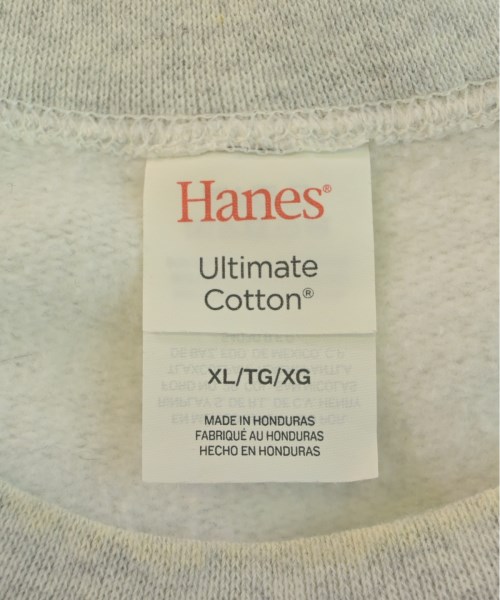 Hanes®
Ultimate
Cotton®
XL/TG/XG
MADE IN HONDURAS
FABRIQUÉ AU HONDURAS
HECHO EN HONDURAS